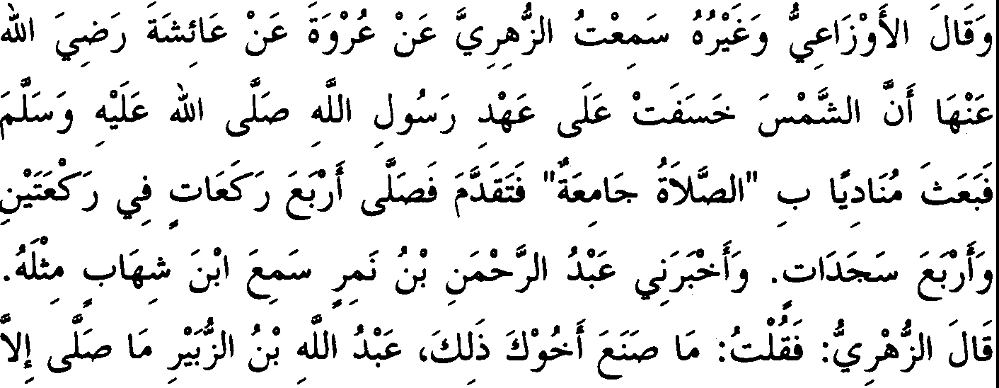 وَقَالَ الأَوْزَاعِيُّ وَغَيْرُهُ سَمِعْتُ الزُّهِرِيَّ عَنْ عُرْوَةَ عَنْ عَائِشَةَ رَضِيَ الله
عَنْهَا أَنَّ الشَّمْسَ خَسَفَتْ عَلَى عَهْدِ رَسُولِ اللَّهِ صَلَّى الله عَلَيْهِ وَسَلَّمَ
فَبَعَثَ مُنَادِيًا بِ "الصَّلاَةُ جَامِعَةٌ" فَتَقَدَّمَ فَصَلَّى أَرْبَعَ رَكَعَاتٍ فِي رَكْعَتَيْنِ
وَأَرْبَعَ سَجَدَاتٍ. وَأَخْبَرَنِي عَبْدُ الرَّحْمَنِ بْنُ نَمِرٍ سَمِعَ ابْنَ شِهَابٍ مِثْلَهُ.
قَالَ الزُّهْرِيُّ: فَقُلْتُ: مَا صَنَعَ أَخُوْكَ ذَلِكَ، عَبْدُ اللَّهِ بْنُ الزُّبَيْرِ مَا صَلَّى إِلاَّ